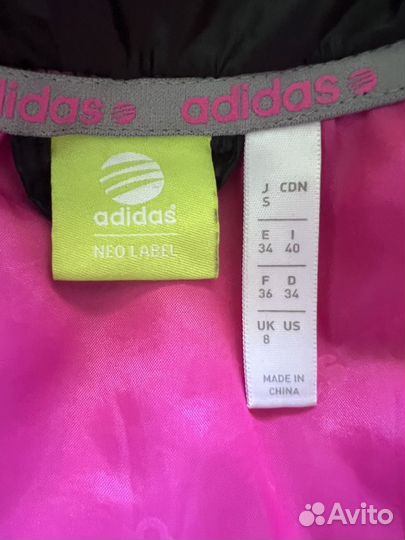 adidas adidas
adidas
NEO LABEL
J CDN
S
E I
34 40
F D
36 34
UK US
8
MADE IN
CHINA
Avito